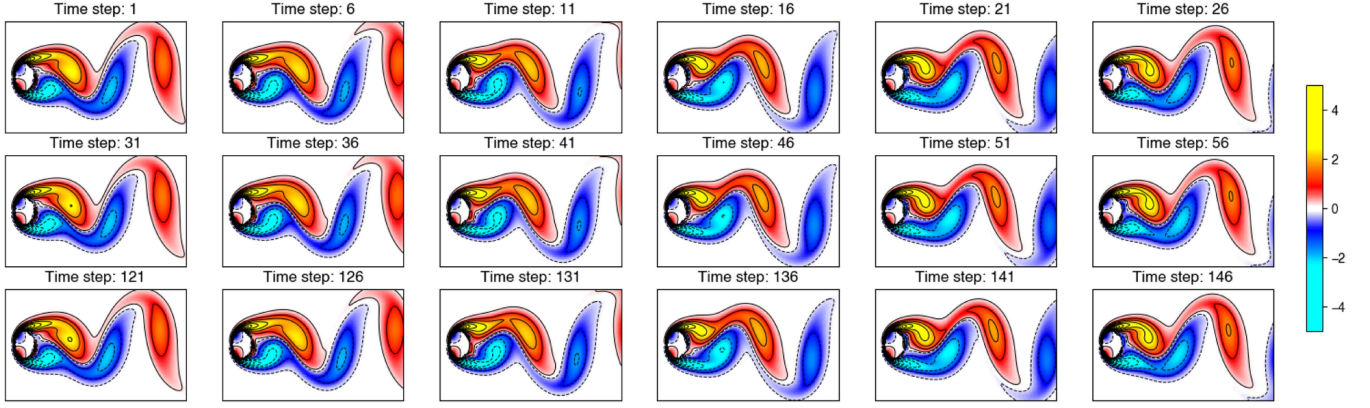 Time step: 1
Time step: 6
Time step: 11
Time step: 16
Time step: 21
Time step: 26
Time step: 31
Time step: 36
Time step: 41
Time step: 46
Time step: 51
Time step: 56
Time step: 121
Time step: 126
Time step: 131
Time step: 136
Time step: 141
Time step: 146
4
2
0
−2
−4